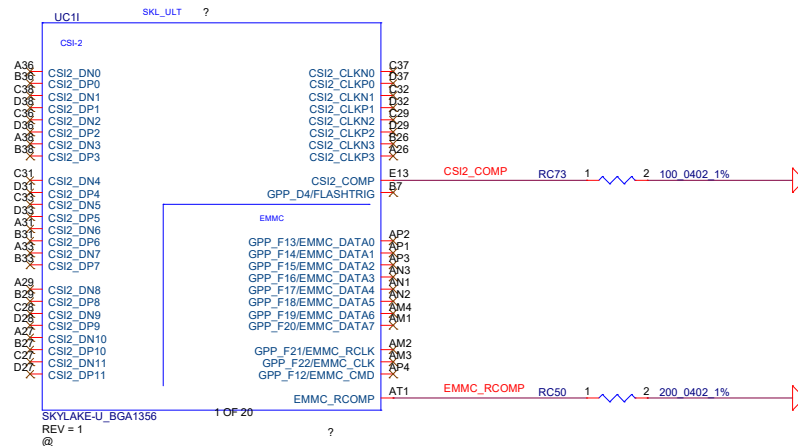 UC1I SKL_ULT ?
CSI-2
A36 CSI2_DN0 CSI2_CLKN0 C37
B36 CSI2_DP0 CSI2_CLKP0 D37
C38 CSI2_DN1 CSI2_CLKN1 C32
D38 CSI2_DP1 CSI2_CLKP1 D32
C36 CSI2_DN2 CSI2_CLKN2 C29
D36 CSI2_DP2 CSI2_CLKP2 D29
A38 CSI2_DN3 CSI2_CLKN3 B26
B38 CSI2_DP3 CSI2_CLKP3 A26
C31 CSI2_DN4 CSI2_COMP E13 CSI2_COMP RC73 1 2 100_0402_1%
D31 CSI2_DP4 GPP_D4/FLASHTRIG B7
C33 CSI2_DN5
D33 CSI2_DP5 EMMC
A31 CSI2_DN6
B31 CSI2_DP6 GPP_F13/EMMC_DATA0 AP2
A33 CSI2_DN7 GPP_F14/EMMC_DATA1 AP1
B33 CSI2_DP7 GPP_F15/EMMC_DATA2 AP3
GPP_F16/EMMC_DATA3 AN3
A29 CSI2_DN8 GPP_F17/EMMC_DATA4 AN1
B29 CSI2_DP8 GPP_F18/EMMC_DATA5 AN2
C28 CSI2_DN9 GPP_F19/EMMC_DATA6 AM4
D28 CSI2_DP9 GPP_F20/EMMC_DATA7 AM1
A27 CSI2_DN10
B27 CSI2_DP10 GPP_F21/EMMC_RCLK AM2
C27 CSI2_DN11 GPP_F22/EMMC_CLK AM3
D27 CSI2_DP11 GPP_F12/EMMC_CMD AP4
EMMC_RCOMP AT1 EMMC_RCOMP RC50 1 2 200_0402_1%
SKYLAKE-U_BGA1356 1 OF 20
REV = 1 ?
@